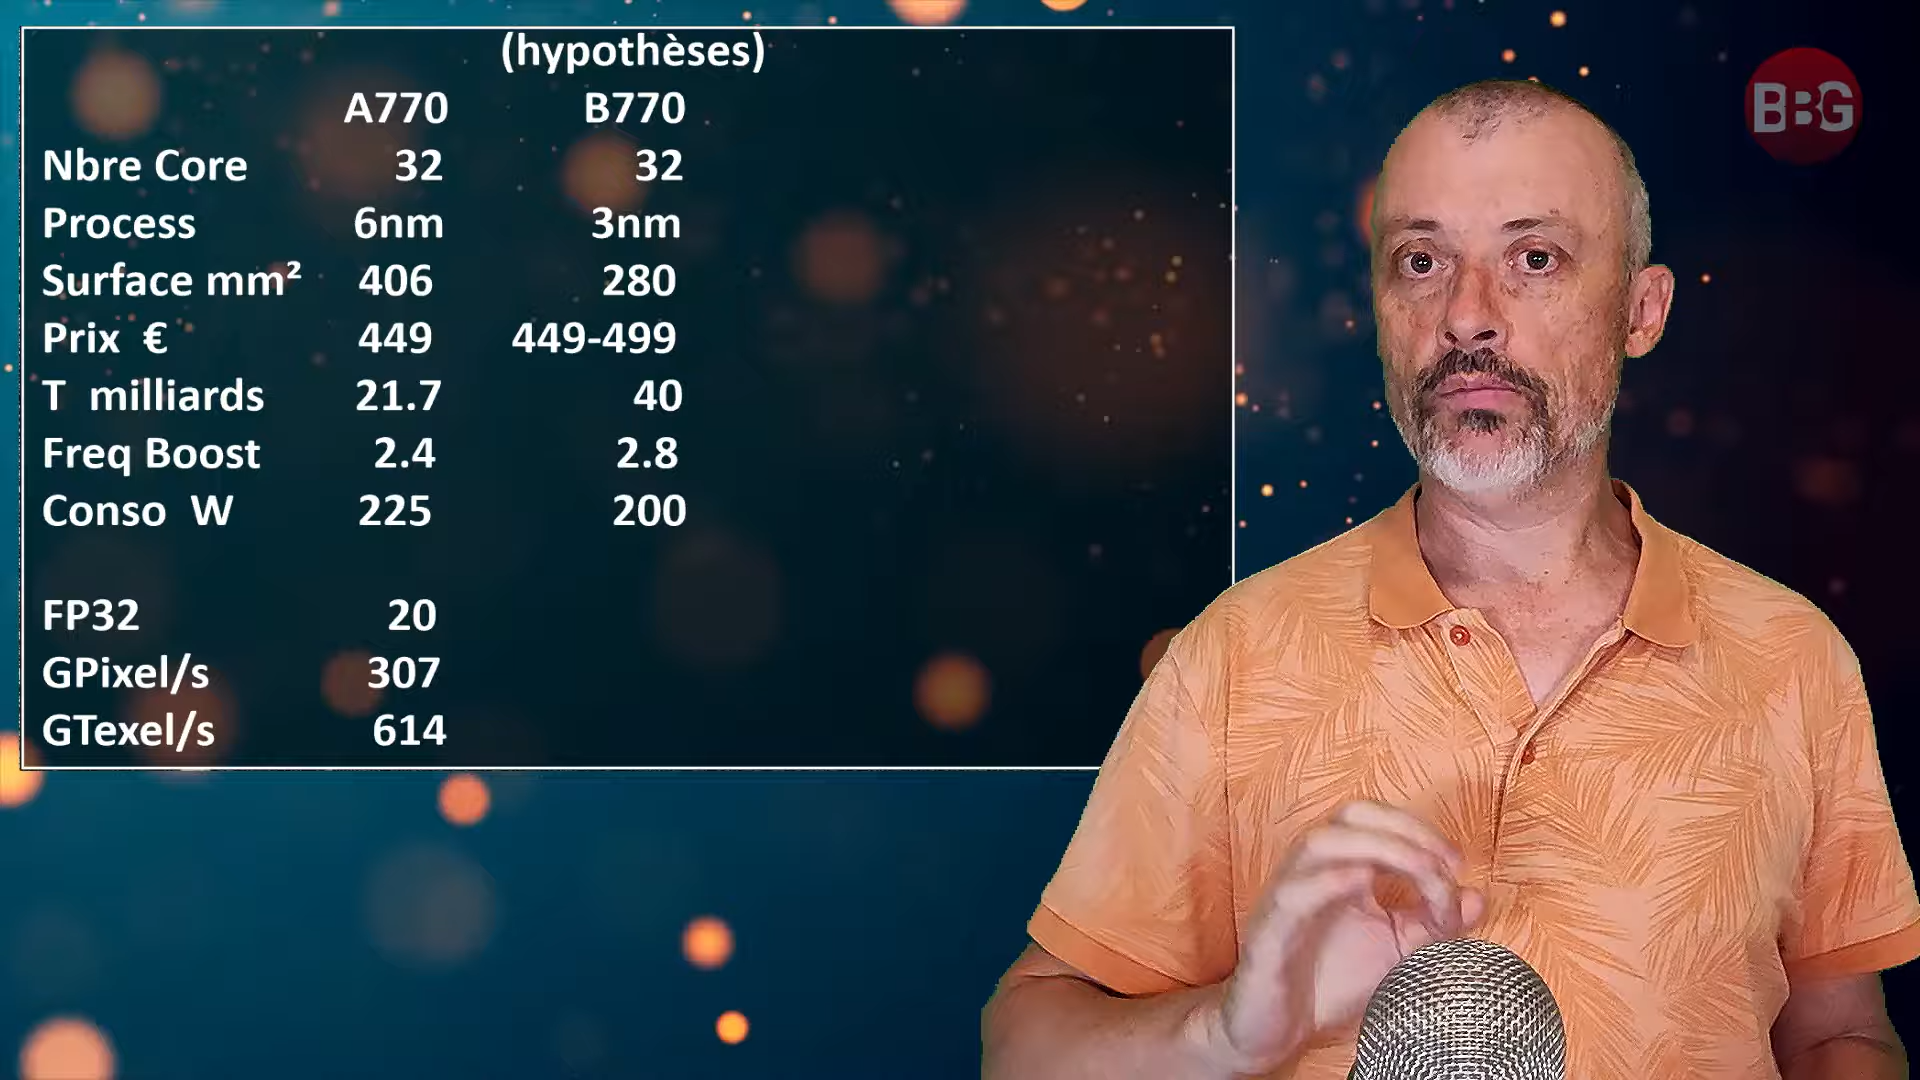 (hypothèses)
A770 B770
Nbre Core 32 32
Process 6nm 3nm
Surface mm² 406 280
Prix € 449 449-499
T milliards 21.7 40
Freq Boost 2.4 2.8
Conso W 225 200
FP32 20
GPixel/s 307
GTexel/s 614
BBG